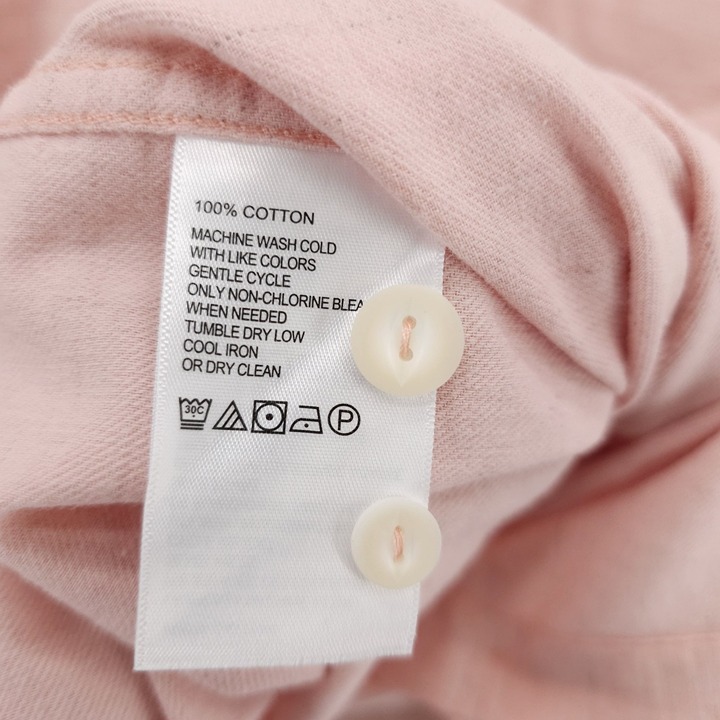 100% COTTON
MACHINE WASH COLD
WITH LIKE COLORS
GENTLE CYCLE
ONLY NON-CHLORINE BLEA
WHEN NEEDED
TUMBLE DRY LOW
COOL IRON
OR DRY CLEAN
30C P